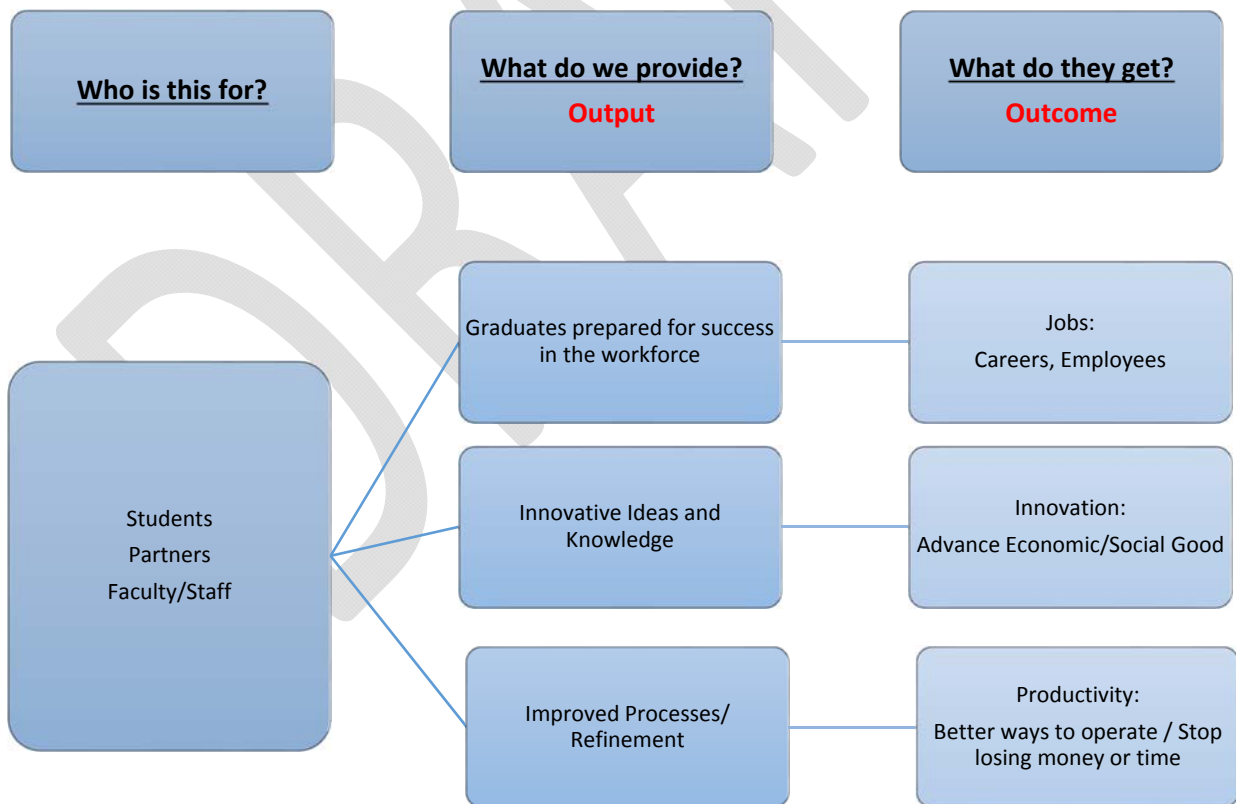 Who is this for?
What do we provide?
Output
What do they get?
Outcome
Students
Partners
Faculty/Staff
Graduates prepared for success
in the workforce
Jobs:
Careers, Employees
Innovative Ideas and
Knowledge
Innovation:
Advance Economic/Social Good
Improved Processes/
Refinement
Productivity:
Better ways to operate / Stop
losing money or time